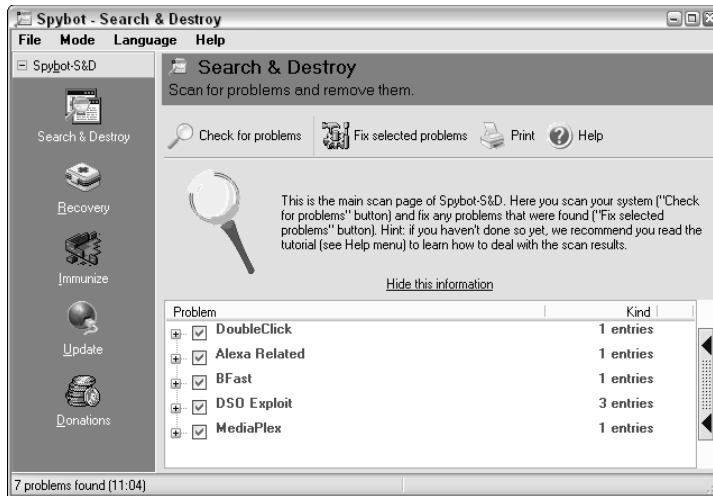 Spybot - Search & Destroy
File Mode Language Help
Spybot-S&D
Search & Destroy
Recovery
Immunize
Update
Donations
Search & Destroy
Scan for problems and remove them.
Check for problems Fix selected problems Print Help
This is the main scan page of Spybot-S&D. Here you scan your system ("Check
for problems" button) and fix any problems that were found ("Fix selected
problems" button). Hint: if you haven't done so yet, we recommend you read the
tutorial (see Help menu) to learn how to deal with the scan results.
Hide this information
Problem Kind
DoubleClick 1 entries
Alexa Related 1 entries
BFast 1 entries
DSO Exploit 3 entries
MediaPlex 1 entries
7 problems found (11:04)